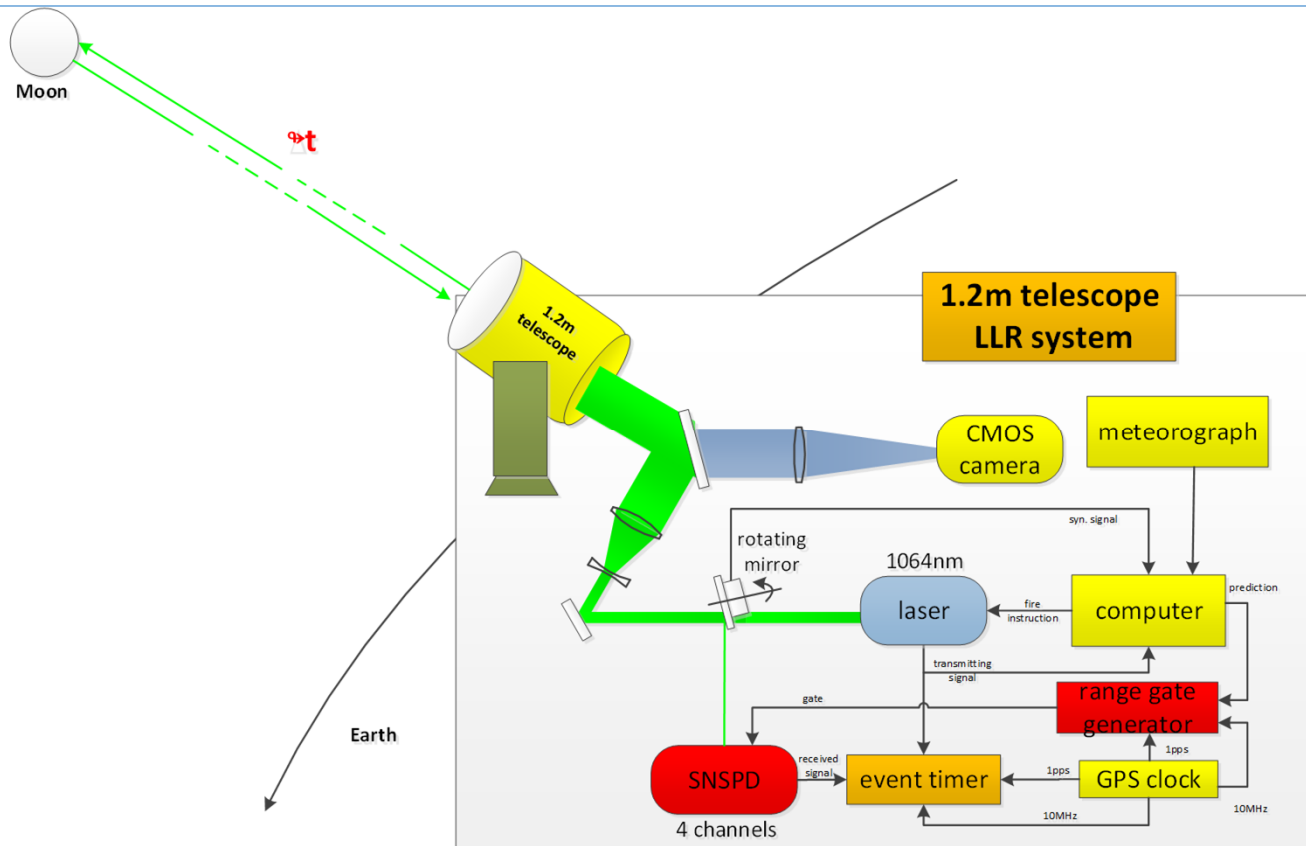 Moon
t
1.2m
telescope
1.2m telescope
LLR system
CMOS
camera
meteorograph
syn. signal
rotating
mirror
1064nm
laser
fire
instruction
computer
prediction
transmitting
signal
gate
range gate
generator
Earth
1pps
SNSPD
received
signal
event timer
1pps
GPS clock
10MHz
10MHz
4 channels